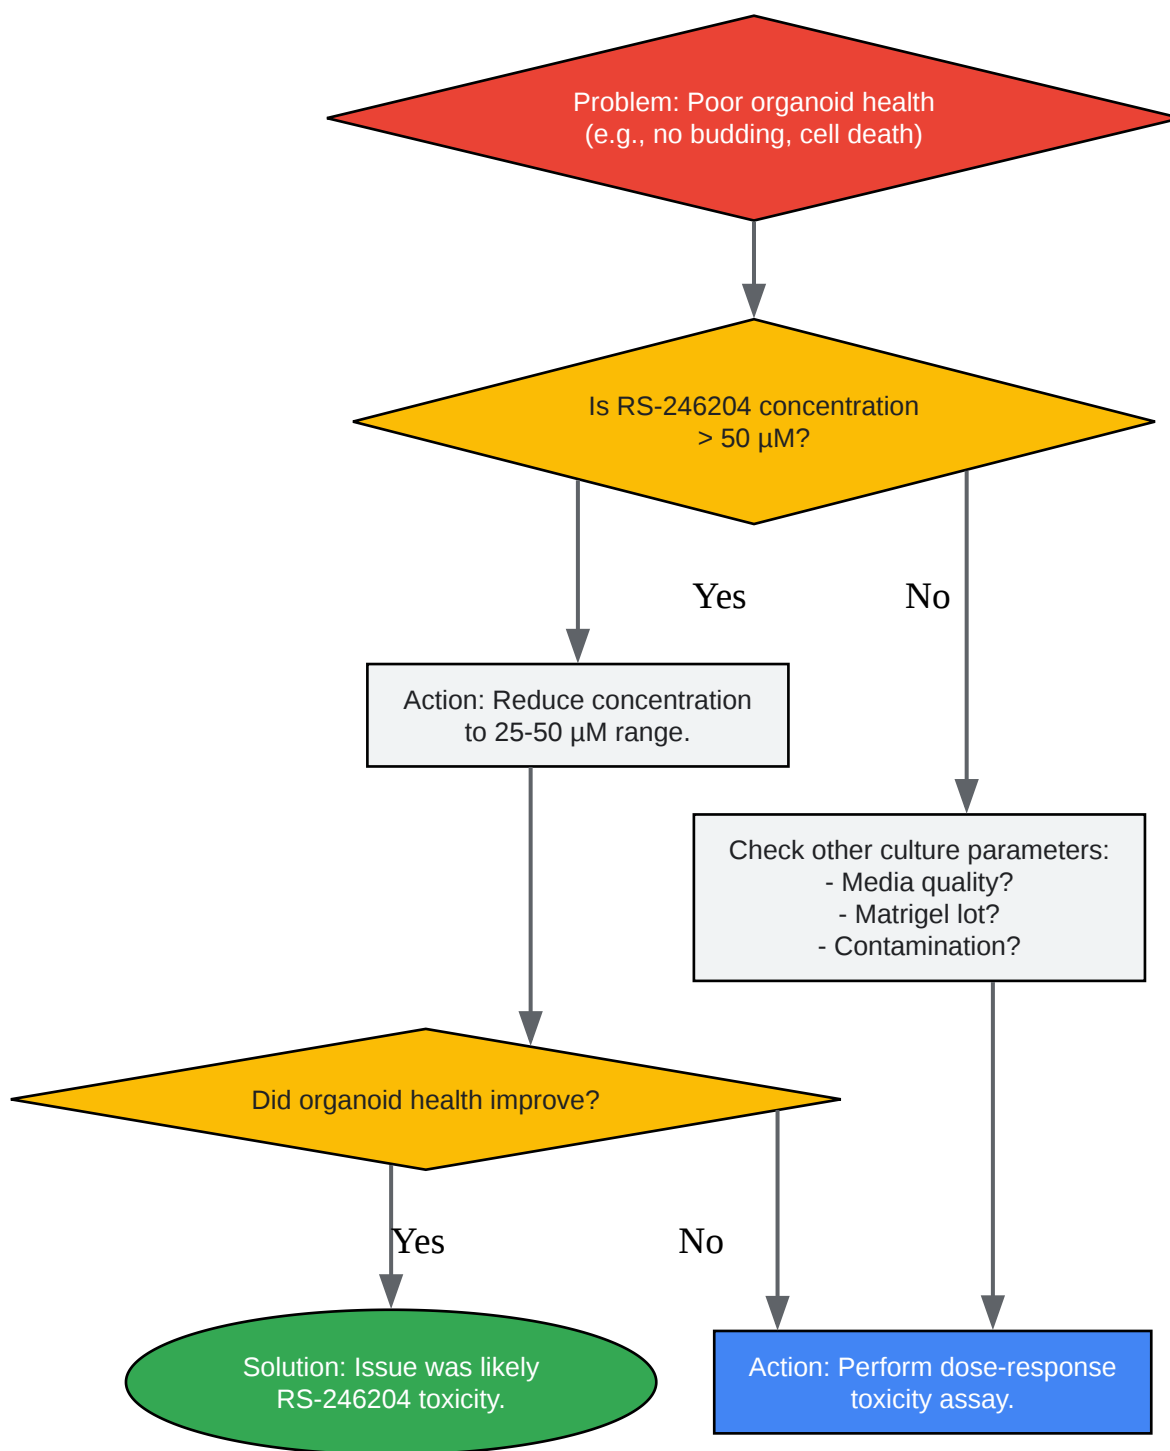 Problem: Poor organoid health
(e.g., no budding, cell death)
Is RS-246204 concentration
> 50 µM?
Yes
No
Action: Reduce concentration
to 25-50 µM range.
Check other culture parameters:
- Media quality?
- Matrigel lot?
- Contamination?
Did organoid health improve?
Yes
No
Solution: Issue was likely
RS-246204 toxicity.
Action: Perform dose-response
toxicity assay.